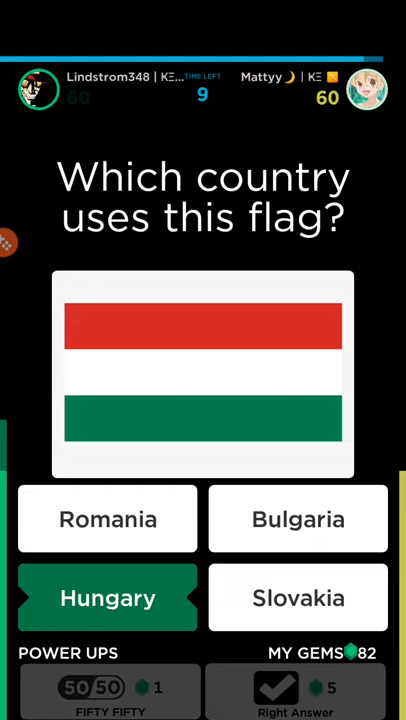 Lindstrom348 | KΞ... TIME LEFT Mattyy🌙 | KΞ ↖️
60 9 60
Which country
uses this flag?
Romania Bulgaria
Hungary Slovakia
POWER UPS MY GEMS 82
50/50 1 5
FIFTY FIFTY Right Answer